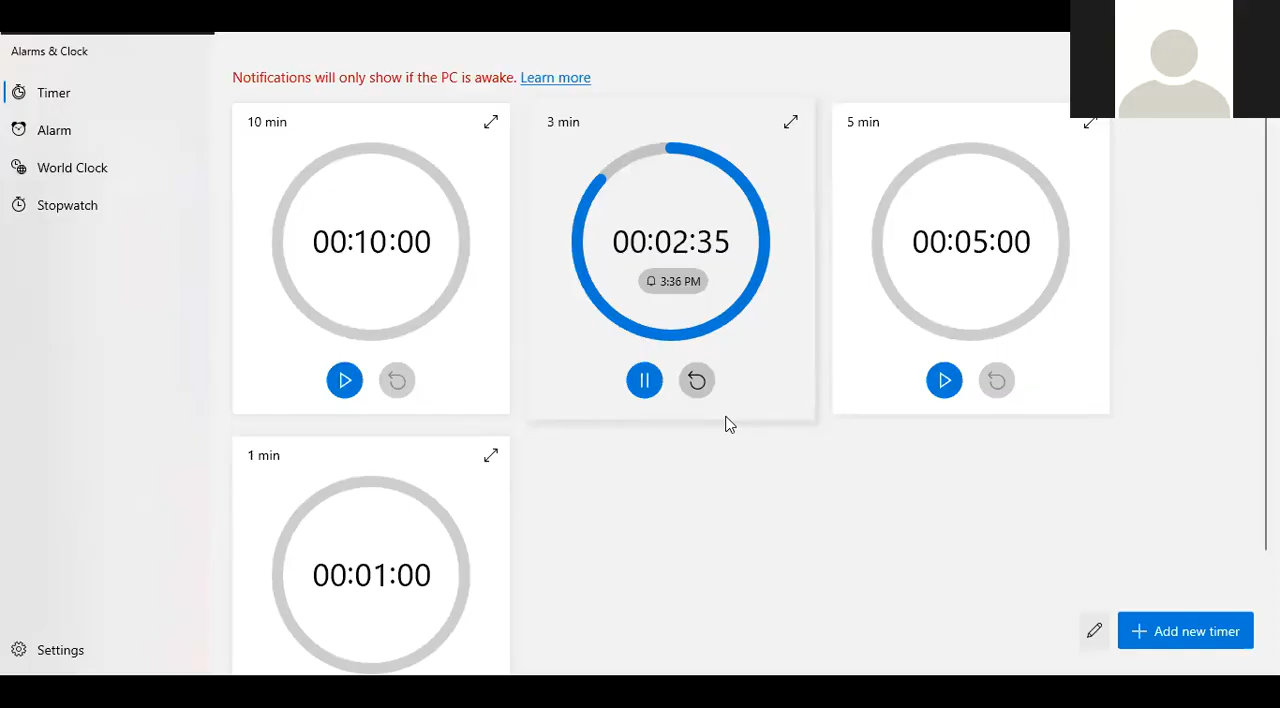 Alarms & Clock
Timer
Alarm
World Clock
Stopwatch
Settings
Notifications will only show if the PC is awake. Learn more
10 min
00:10:00
3 min
00:02:35
3:36 PM
5 min
00:05:00
1 min
00:01:00
Add new timer